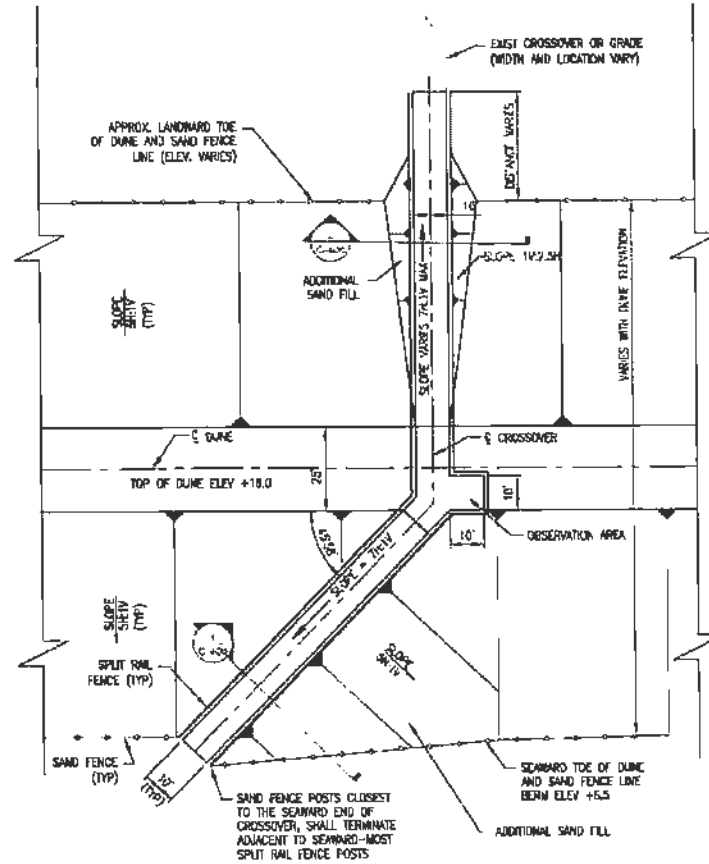 EXIST CROSSOVER OR GRADE
(WIDTH AND LOCATION VARY)
APPROX. LANDWARD TOE
OF DUNE AND SAND FENCE
LINE (ELEV. VARIES)
DISTANCE VARIES
10'
ADDITIONAL
SAND FILL
SLOPE
5H:1V
(TYP)
SLOPE VARIES 7H:1V MAX
VARIES WITH DUNE ELEVATION
℄ DUNE
℄ CROSSOVER
TOP OF DUNE ELEV +18.0
25'
10'
10'
OBSERVATION AREA
SLOPE = 7H:1V
SLOPE
5H:1V
(TYP)
SLOPE
5H:1V
1
SPLIT RAIL
FENCE (TYP)
SAND FENCE
(TYP)
10'
(TYP)
SEAWARD TOE OF DUNE
AND SAND FENCE LINE
BERM ELEV +6.5
SAND FENCE POSTS CLOSEST
TO THE SEAWARD END OF
CROSSOVER, SHALL TERMINATE
ADJACENT TO SEAWARD-MOST
SPLIT RAIL FENCE POSTS
ADDITIONAL SAND FILL